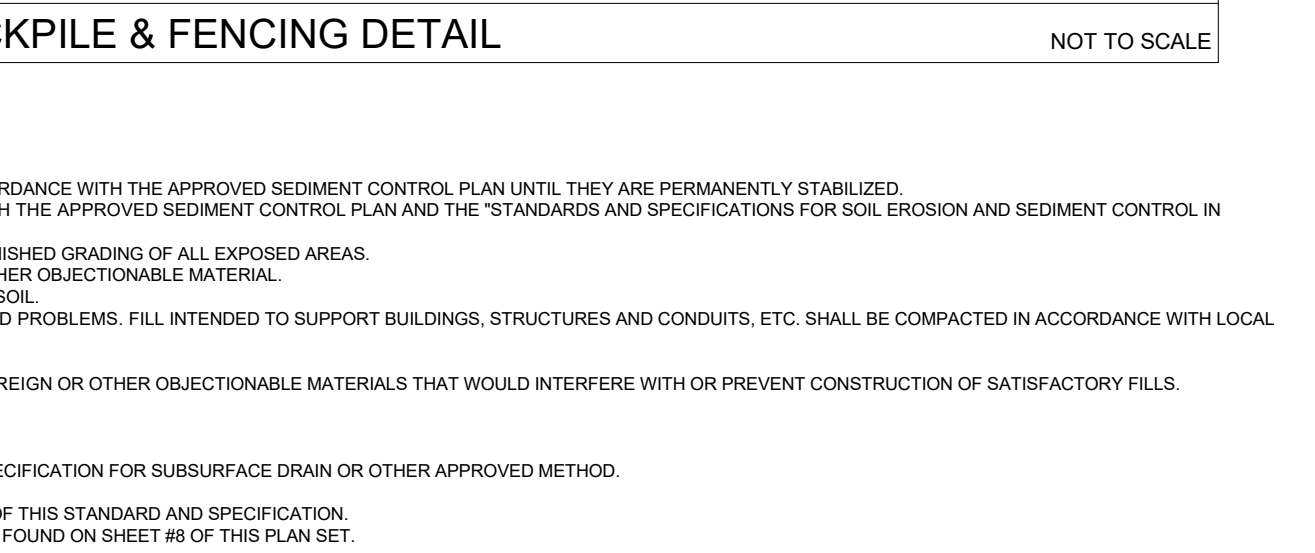 CKPILE & FENCING DETAIL NOT TO SCALE
RDANCE WITH THE APPROVED SEDIMENT CONTROL PLAN UNTIL THEY ARE PERMANENTLY STABILIZED.
H THE APPROVED SEDIMENT CONTROL PLAN AND THE "STANDARDS AND SPECIFICATIONS FOR SOIL EROSION AND SEDIMENT CONTROL IN
NISHED GRADING OF ALL EXPOSED AREAS.
HER OBJECTIONABLE MATERIAL.
SOIL.
D PROBLEMS. FILL INTENDED TO SUPPORT BUILDINGS, STRUCTURES AND CONDUITS, ETC. SHALL BE COMPACTED IN ACCORDANCE WITH LOCAL
REIGN OR OTHER OBJECTIONABLE MATERIALS THAT WOULD INTERFERE WITH OR PREVENT CONSTRUCTION OF SATISFACTORY FILLS.
ECIFICATION FOR SUBSURFACE DRAIN OR OTHER APPROVED METHOD.
OF THIS STANDARD AND SPECIFICATION.
FOUND ON SHEET #8 OF THIS PLAN SET.